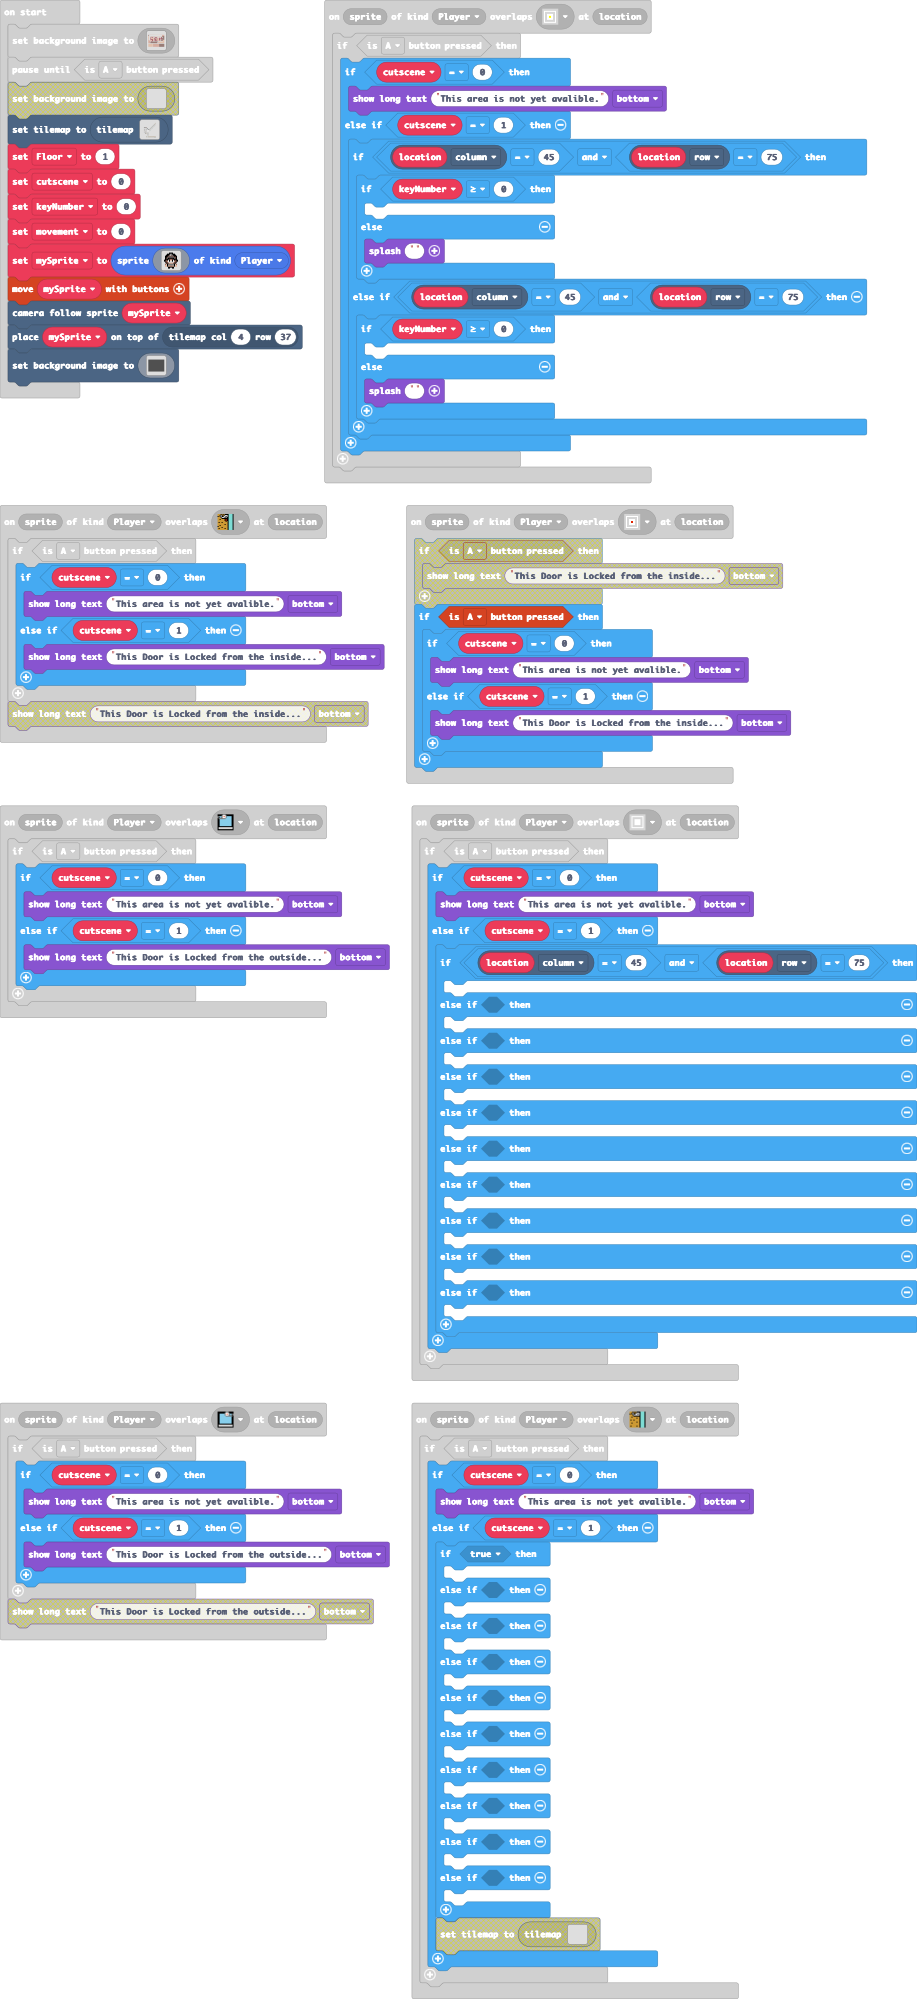 on start
set background image to
pause until is A button pressed
set background image to
set tilemap to tilemap
set Floor to 1
set cutscene to 0
set keyNumber to 0
set movement to 0
set mySprite to sprite of kind Player
move mySprite with buttons
camera follow sprite mySprite
place mySprite on top of tilemap col 4 row 37
set background image to
on sprite of kind Player overlaps at location
if is A button pressed then
if cutscene = 0 then
show long text "This area is not yet avalible." bottom
else if cutscene = 1 then
if location column = 45 and location row = 75 then
if keyNumber ≥ 0 then
else
splash " "
else if location column = 45 and location row = 75 then
if keyNumber ≥ 0 then
else
splash " "
on sprite of kind Player overlaps at location
if is A button pressed then
if cutscene = 0 then
show long text "This area is not yet avalible." bottom
else if cutscene = 1 then
show long text "This Door is Locked from the inside..." bottom
show long text "This Door is Locked from the inside..." bottom
on sprite of kind Player overlaps at location
if is A button pressed then
show long text "This Door is Locked from the inside..." bottom
if is A button pressed then
if cutscene = 0 then
show long text "This area is not yet avalible." bottom
else if cutscene = 1 then
show long text "This Door is Locked from the inside..." bottom
on sprite of kind Player overlaps at location
if is A button pressed then
if cutscene = 0 then
show long text "This area is not yet avalible." bottom
else if cutscene = 1 then
show long text "This Door is Locked from the outside..." bottom
on sprite of kind Player overlaps at location
if is A button pressed then
if cutscene = 0 then
show long text "This area is not yet avalible." bottom
else if cutscene = 1 then
if location column = 45 and location row = 75 then
else if then
else if then
else if then
else if then
else if then
else if then
else if then
else if then
else if then
on sprite of kind Player overlaps at location
if is A button pressed then
if cutscene = 0 then
show long text "This area is not yet avalible." bottom
else if cutscene = 1 then
show long text "This Door is Locked from the outside..." bottom
show long text "This Door is Locked from the outside..." bottom
on sprite of kind Player overlaps at location
if is A button pressed then
if cutscene = 0 then
show long text "This area is not yet avalible." bottom
else if cutscene = 1 then
if true then
else if then
else if then
else if then
else if then
else if then
else if then
else if then
else if then
else if then
set tilemap to tilemap